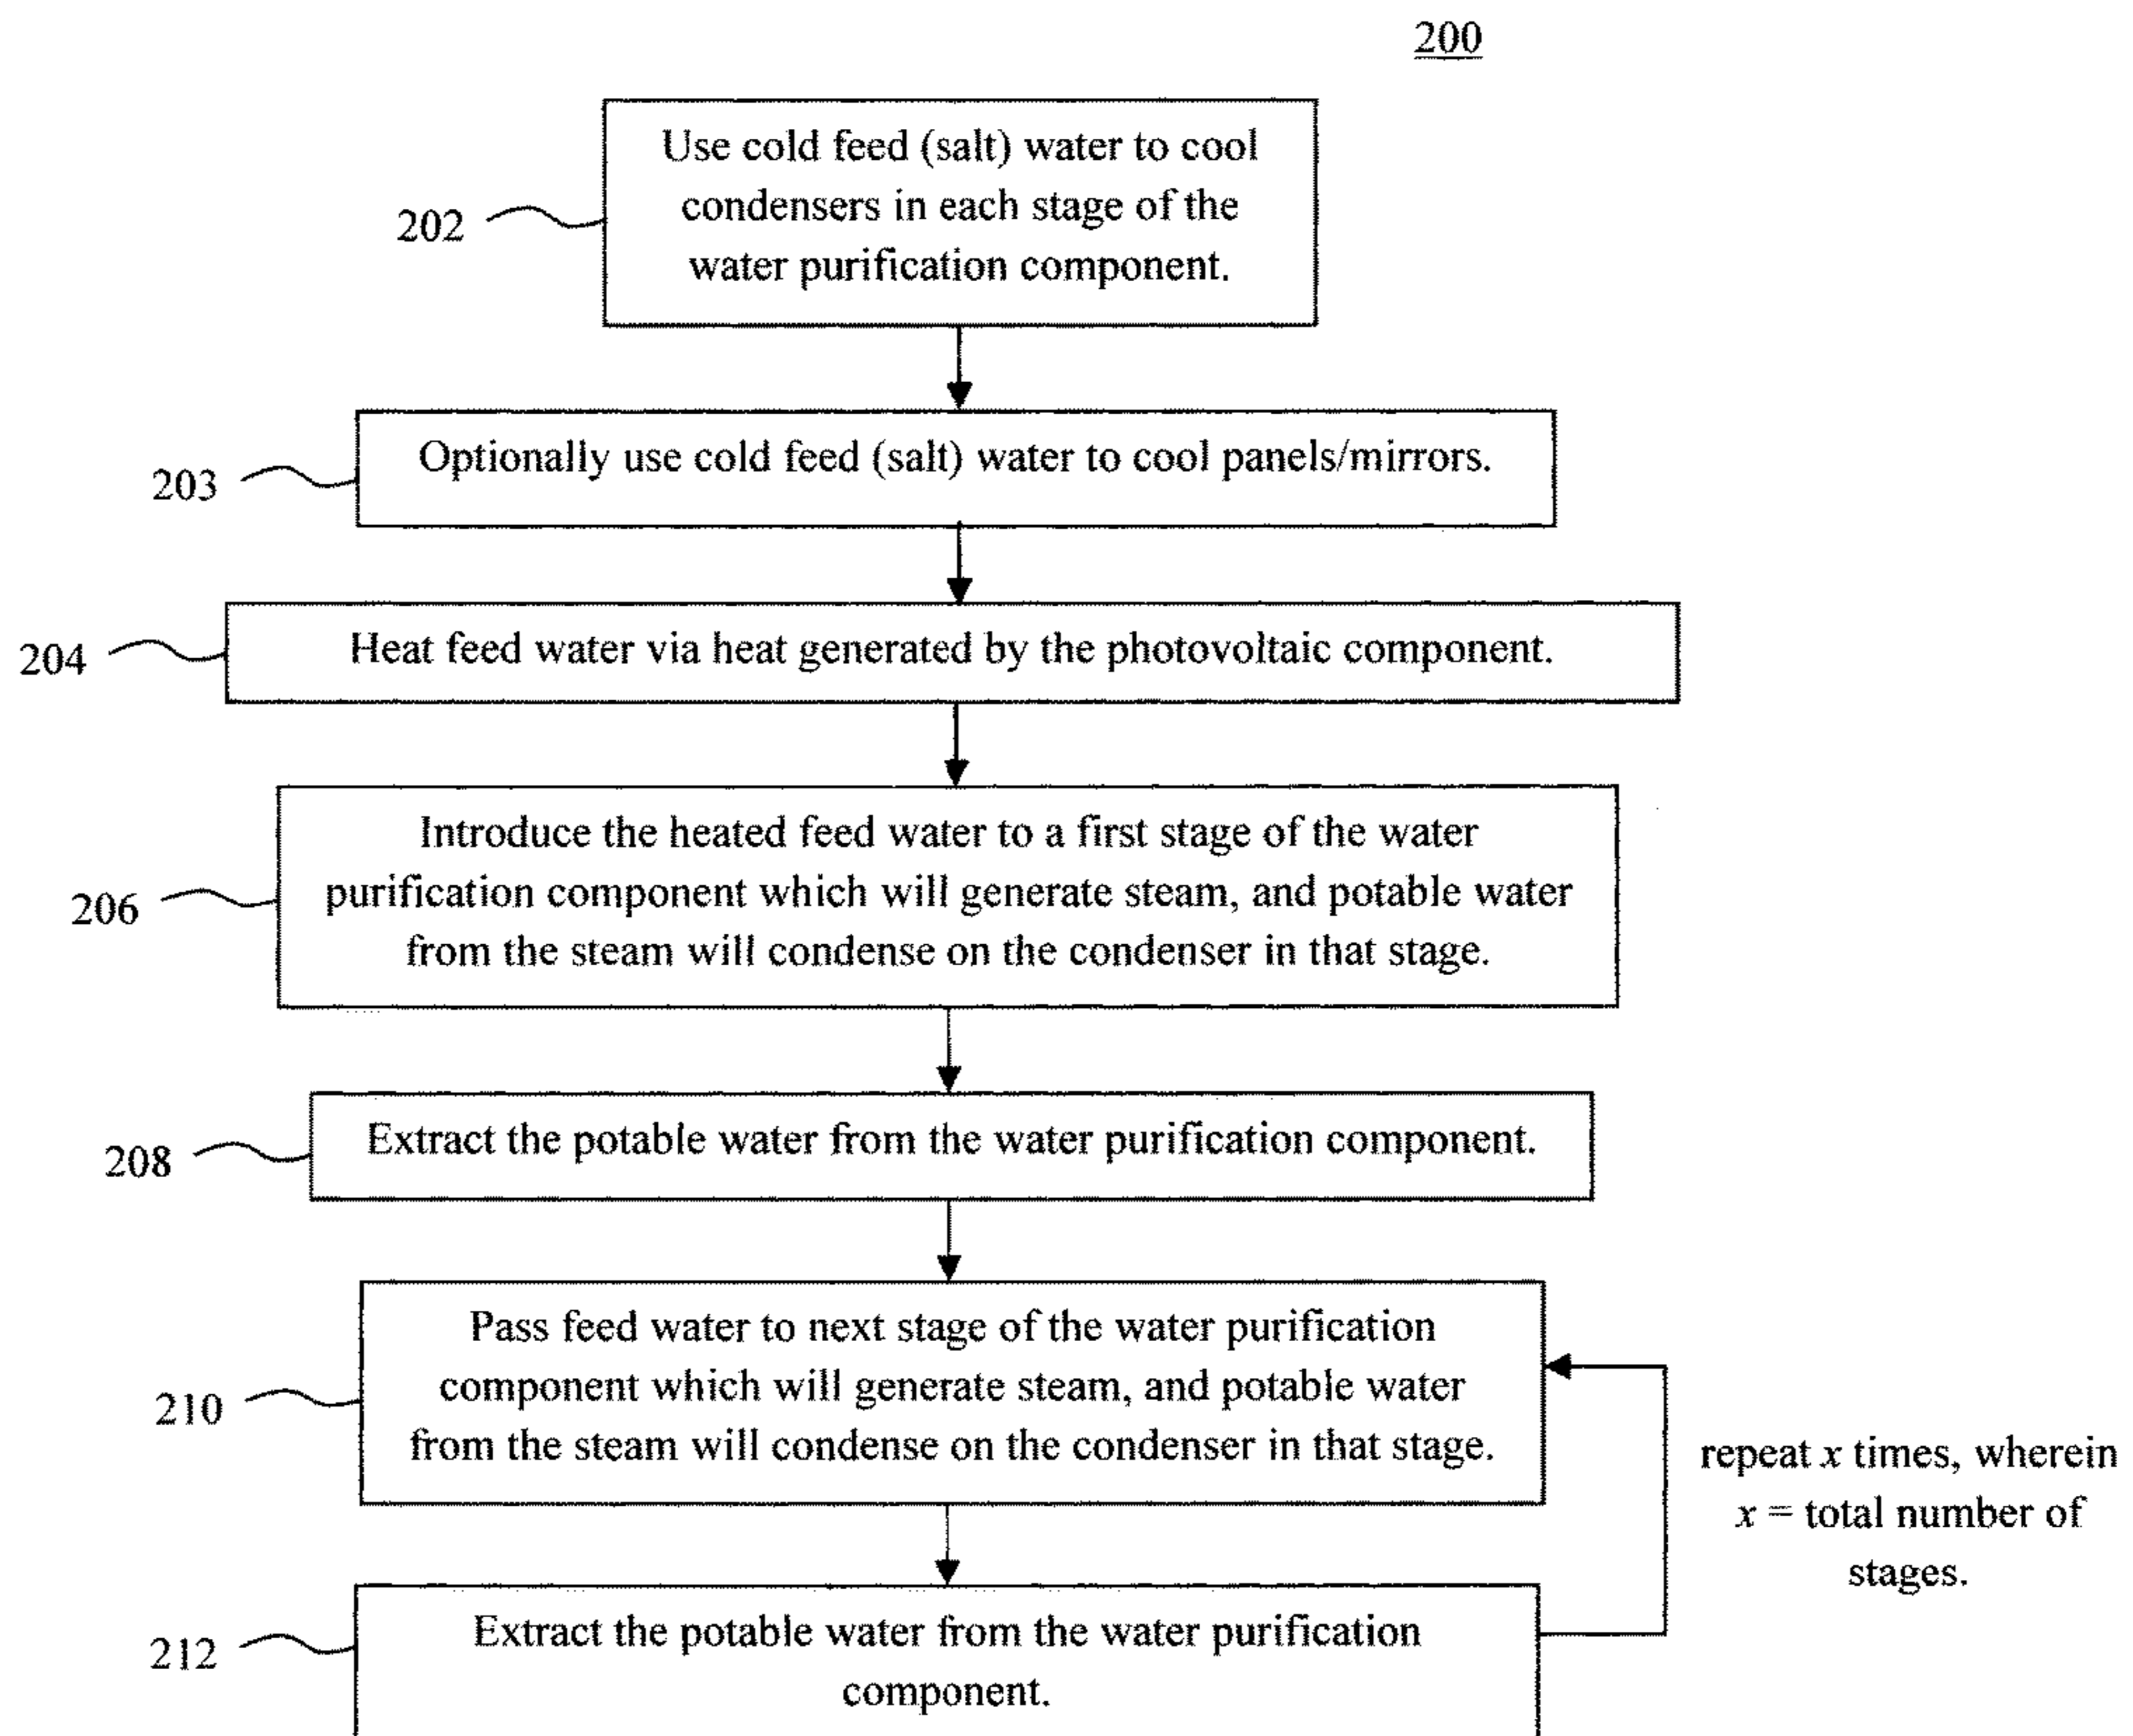 200
Use cold feed (salt) water to cool
condensers in each stage of the
water purification component.
202
Optionally use cold feed (salt) water to cool panels/mirrors.
203
Heat feed water via heat generated by the photovoltaic component.
204
Introduce the heated feed water to a first stage of the water
purification component which will generate steam, and potable water
from the steam will condense on the condenser in that stage.
206
Extract the potable water from the water purification component.
208
Pass feed water to next stage of the water purification
component which will generate steam, and potable water
from the steam will condense on the condenser in that stage.
210
repeat x times, wherein
x = total number of
stages.
Extract the potable water from the water purification
component.
212